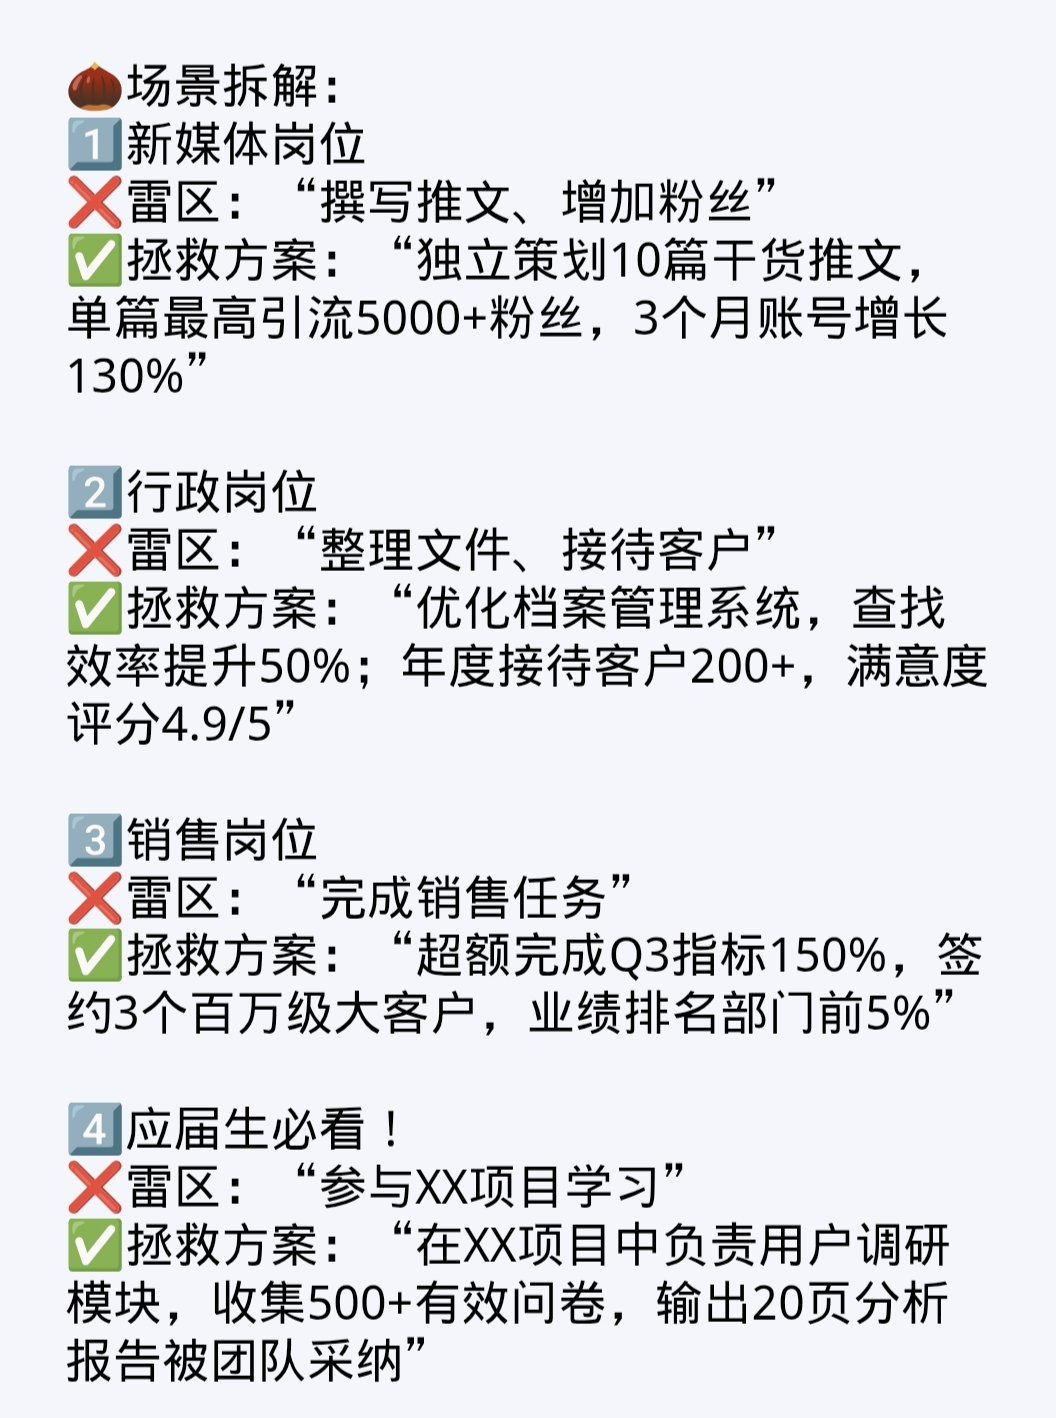 🌰场景拆解：
1️⃣新媒体岗位
❌雷区：“撰写推文、增加粉丝”
✅拯救方案：“独立策划10篇干货推文，
单篇最高引流5000+粉丝，3个月账号增长
130%”
2️⃣行政岗位
❌雷区：“整理文件、接待客户”
✅拯救方案：“优化档案管理系统，查找
效率提升50%；年度接待客户200+，满意度
评分4.9/5”
3️⃣销售岗位
❌雷区：“完成销售任务”
✅拯救方案：“超额完成Q3指标150%，签
约3个百万级大客户，业绩排名部门前5%”
4️⃣应届生必看！
❌雷区：“参与XX项目学习”
✅拯救方案：“在XX项目中负责用户调研
模块，收集500+有效问卷，输出20页分析
报告被团队采纳”